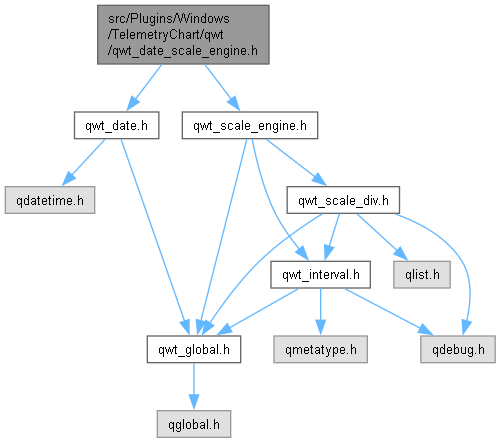 src/Plugins/Windows
/TelemetryChart/qwt
/qwt_date_scale_engine.h
qwt_date.h
qwt_scale_engine.h
qdatetime.h
qwt_scale_div.h
qwt_interval.h
qlist.h
qwt_global.h
qmetatype.h
qdebug.h
qglobal.h